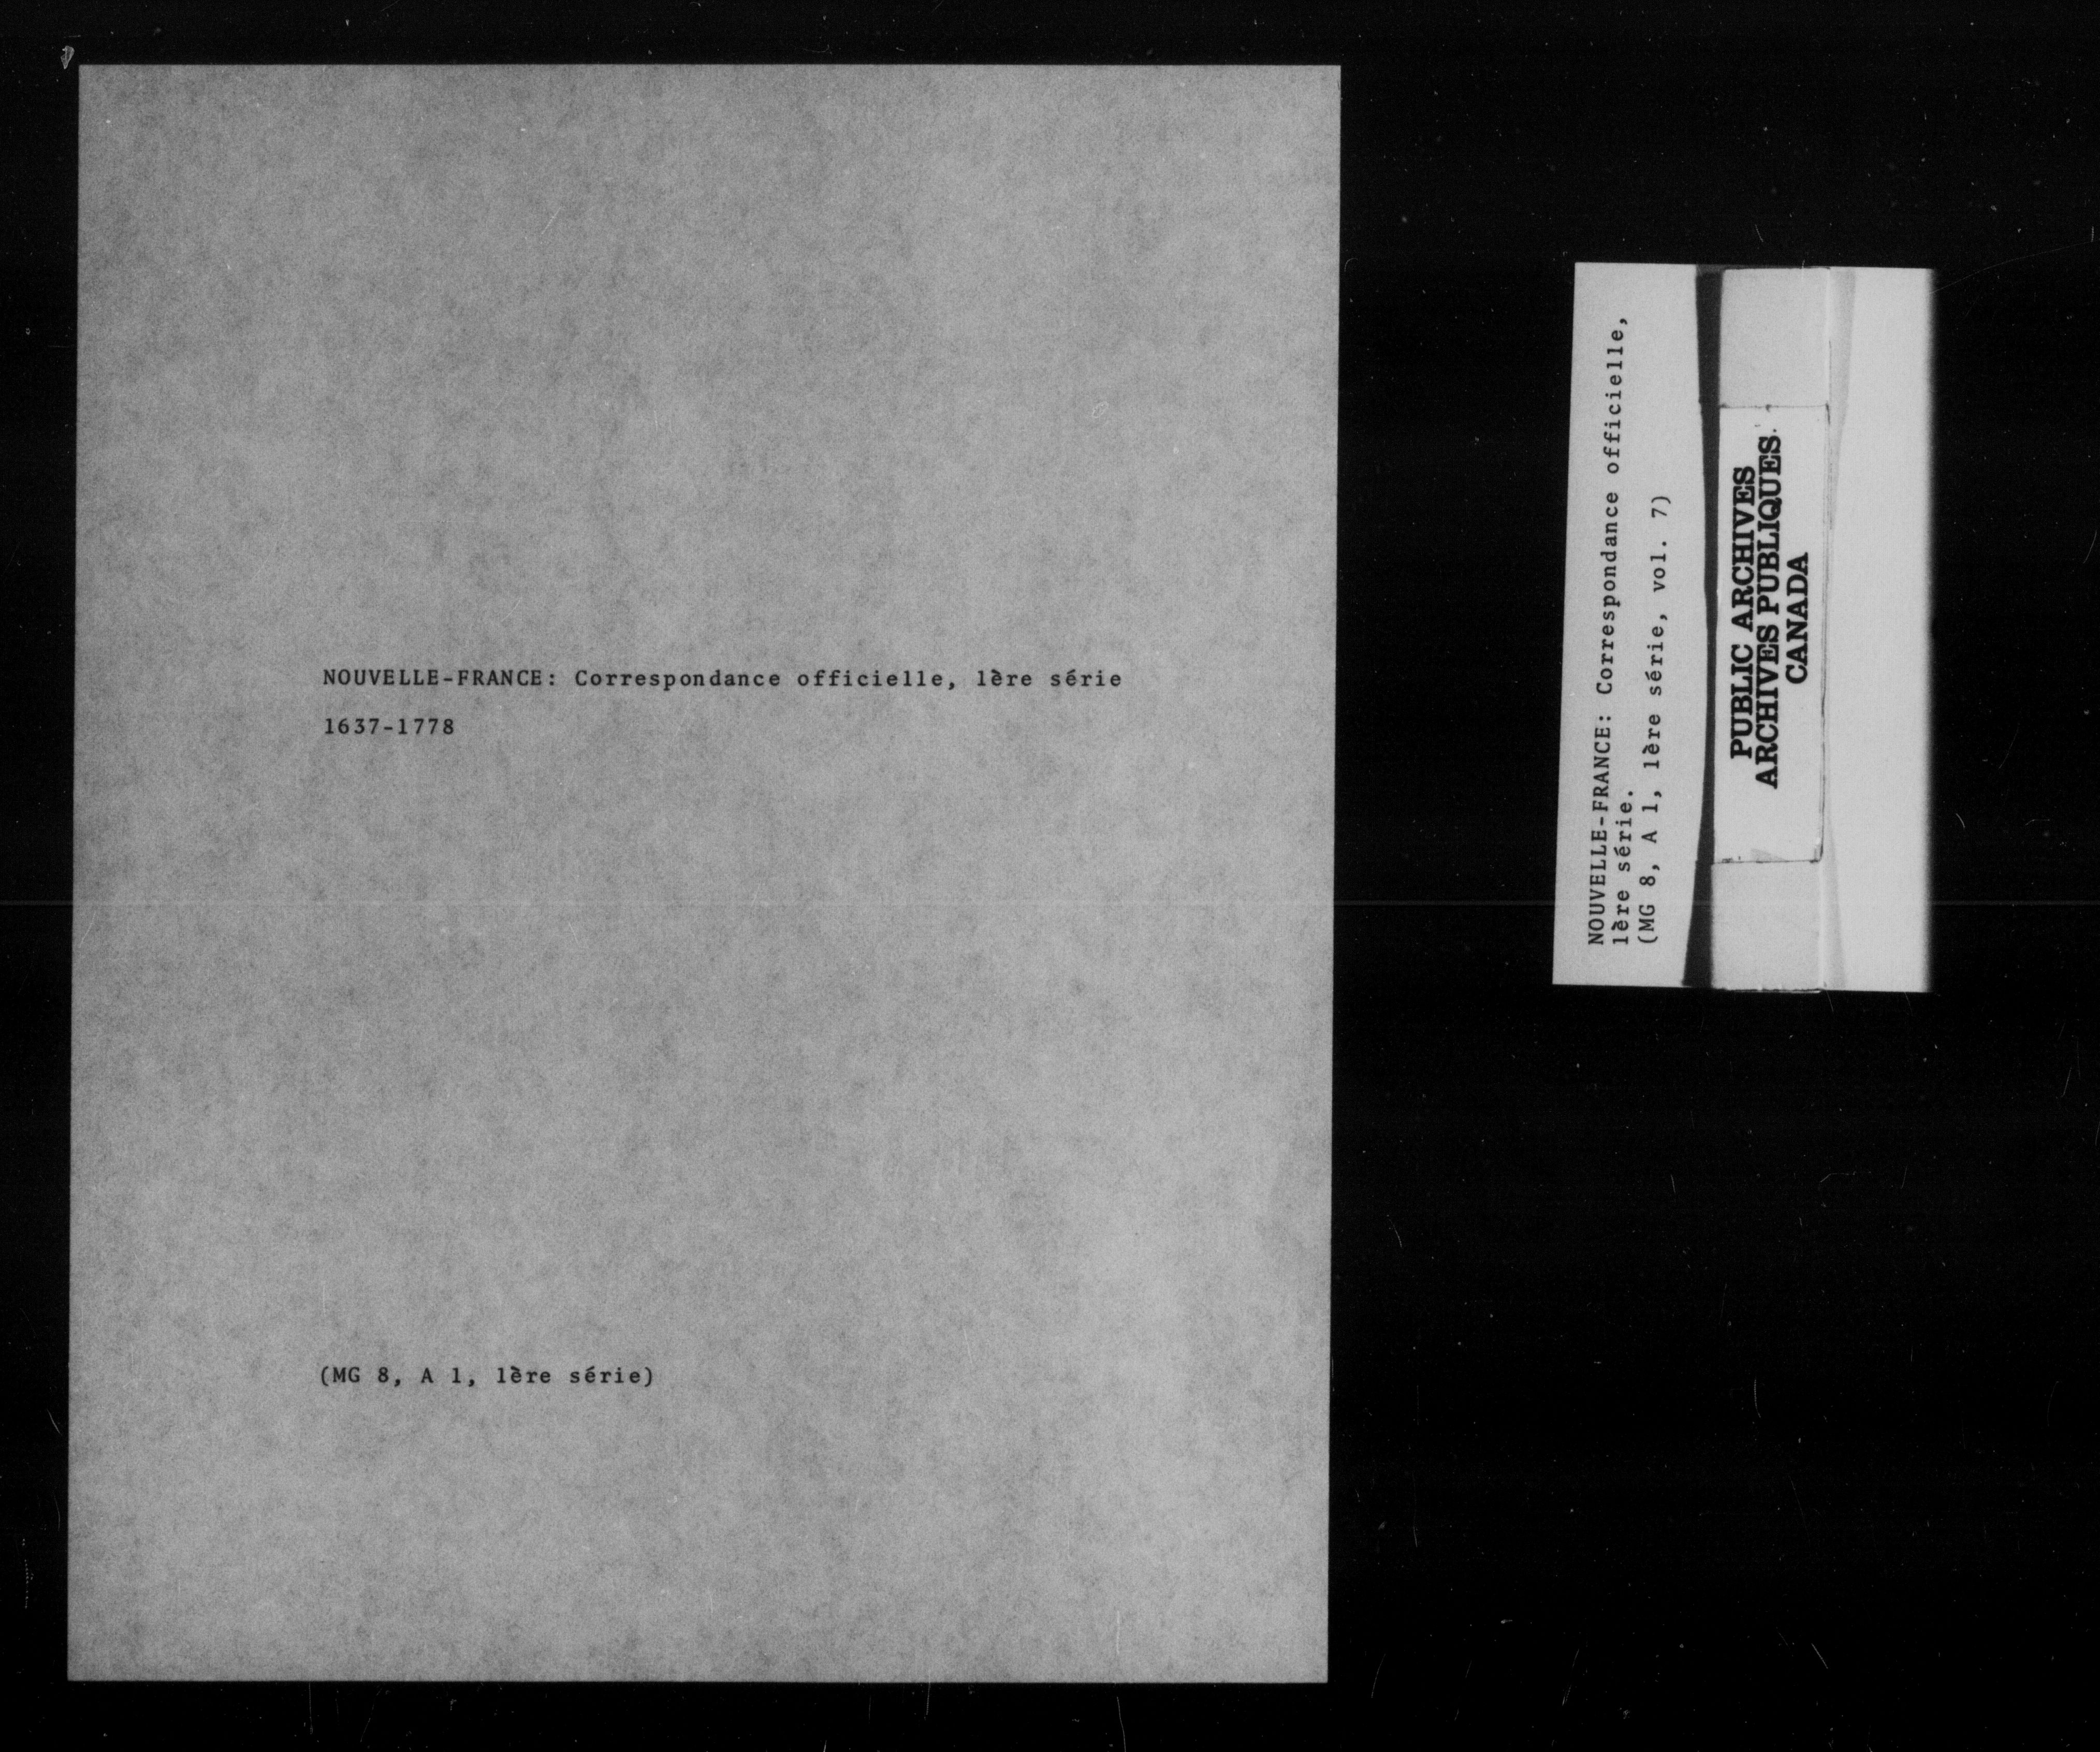 NOUVELLE-FRANCE: Correspondance officielle, 1ère série
1637-1778
(MG 8, A 1, 1ère série)
NOUVELLE-FRANCE: Correspondance officielle,
1ère série.
(MG 8, A 1, 1ère série, vol. 7)
PUBLIC ARCHIVES
ARCHIVES PUBLIQUES
CANADA